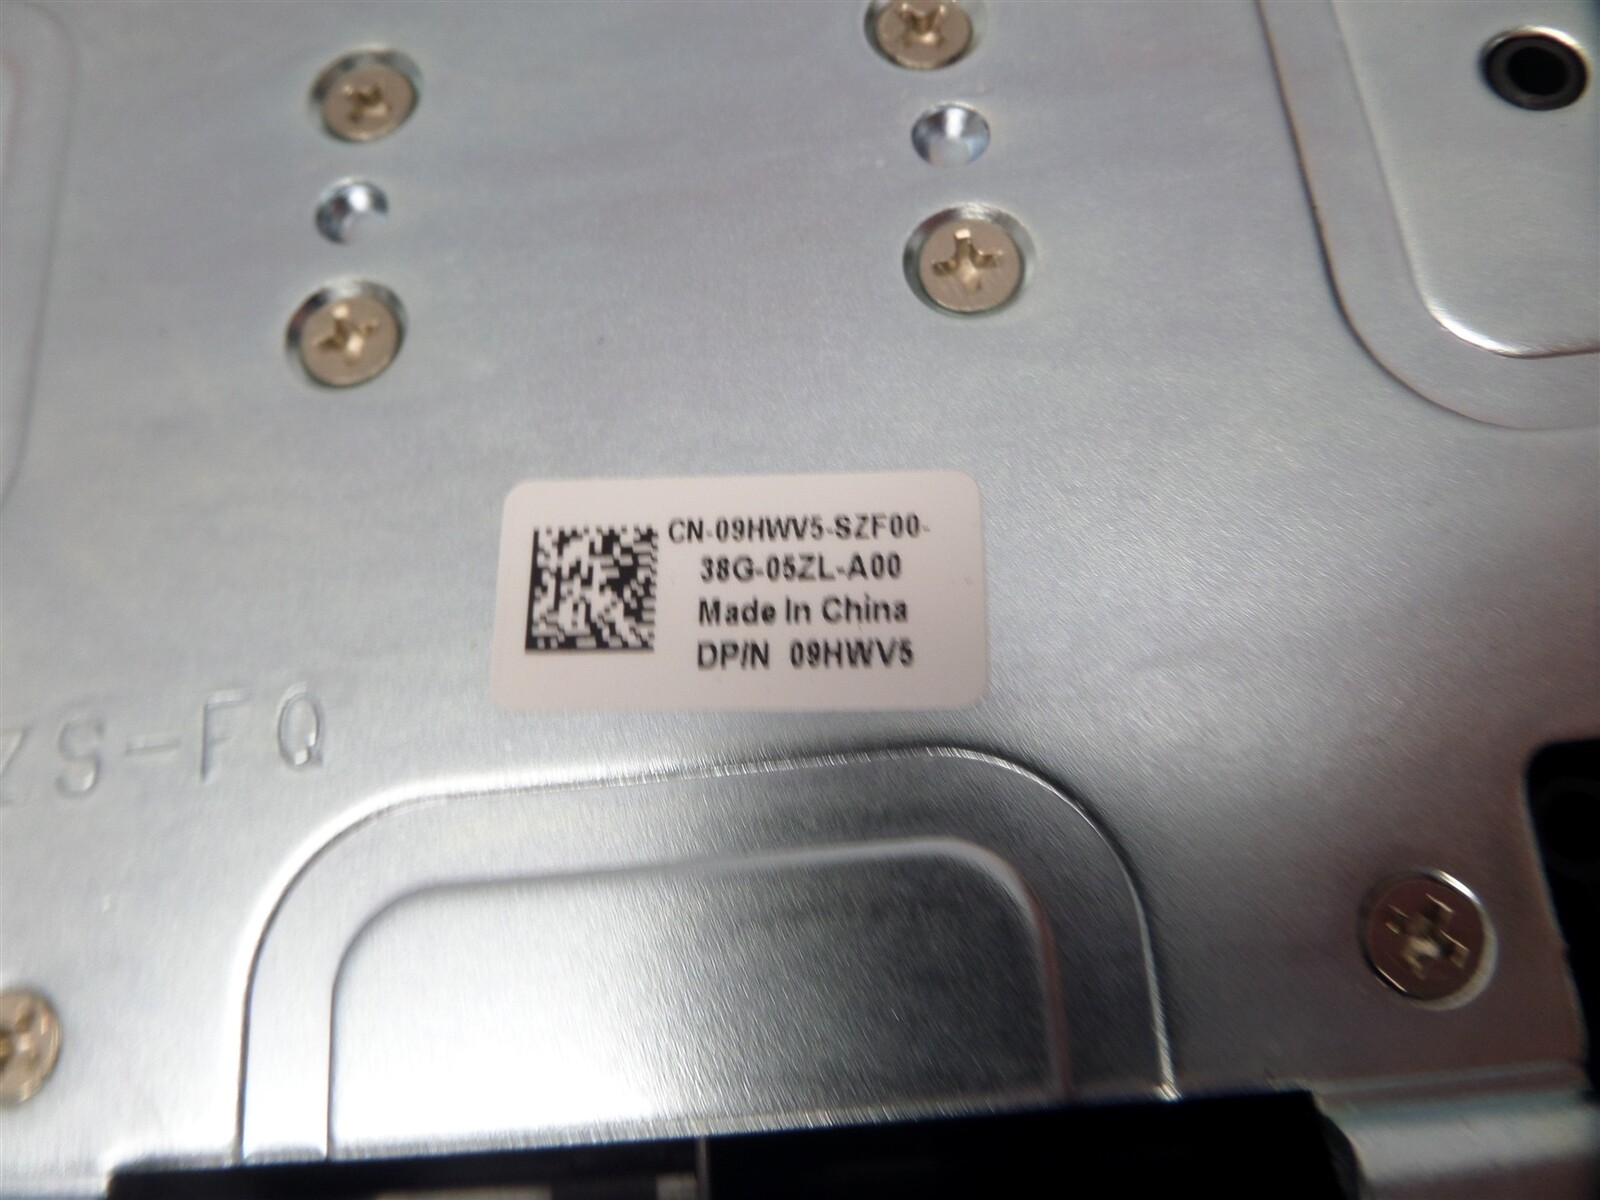 CN-09HWV5-SZF00-
38G-05ZL-A00
Made In China
DP/N 09HWV5
ZS-FQ